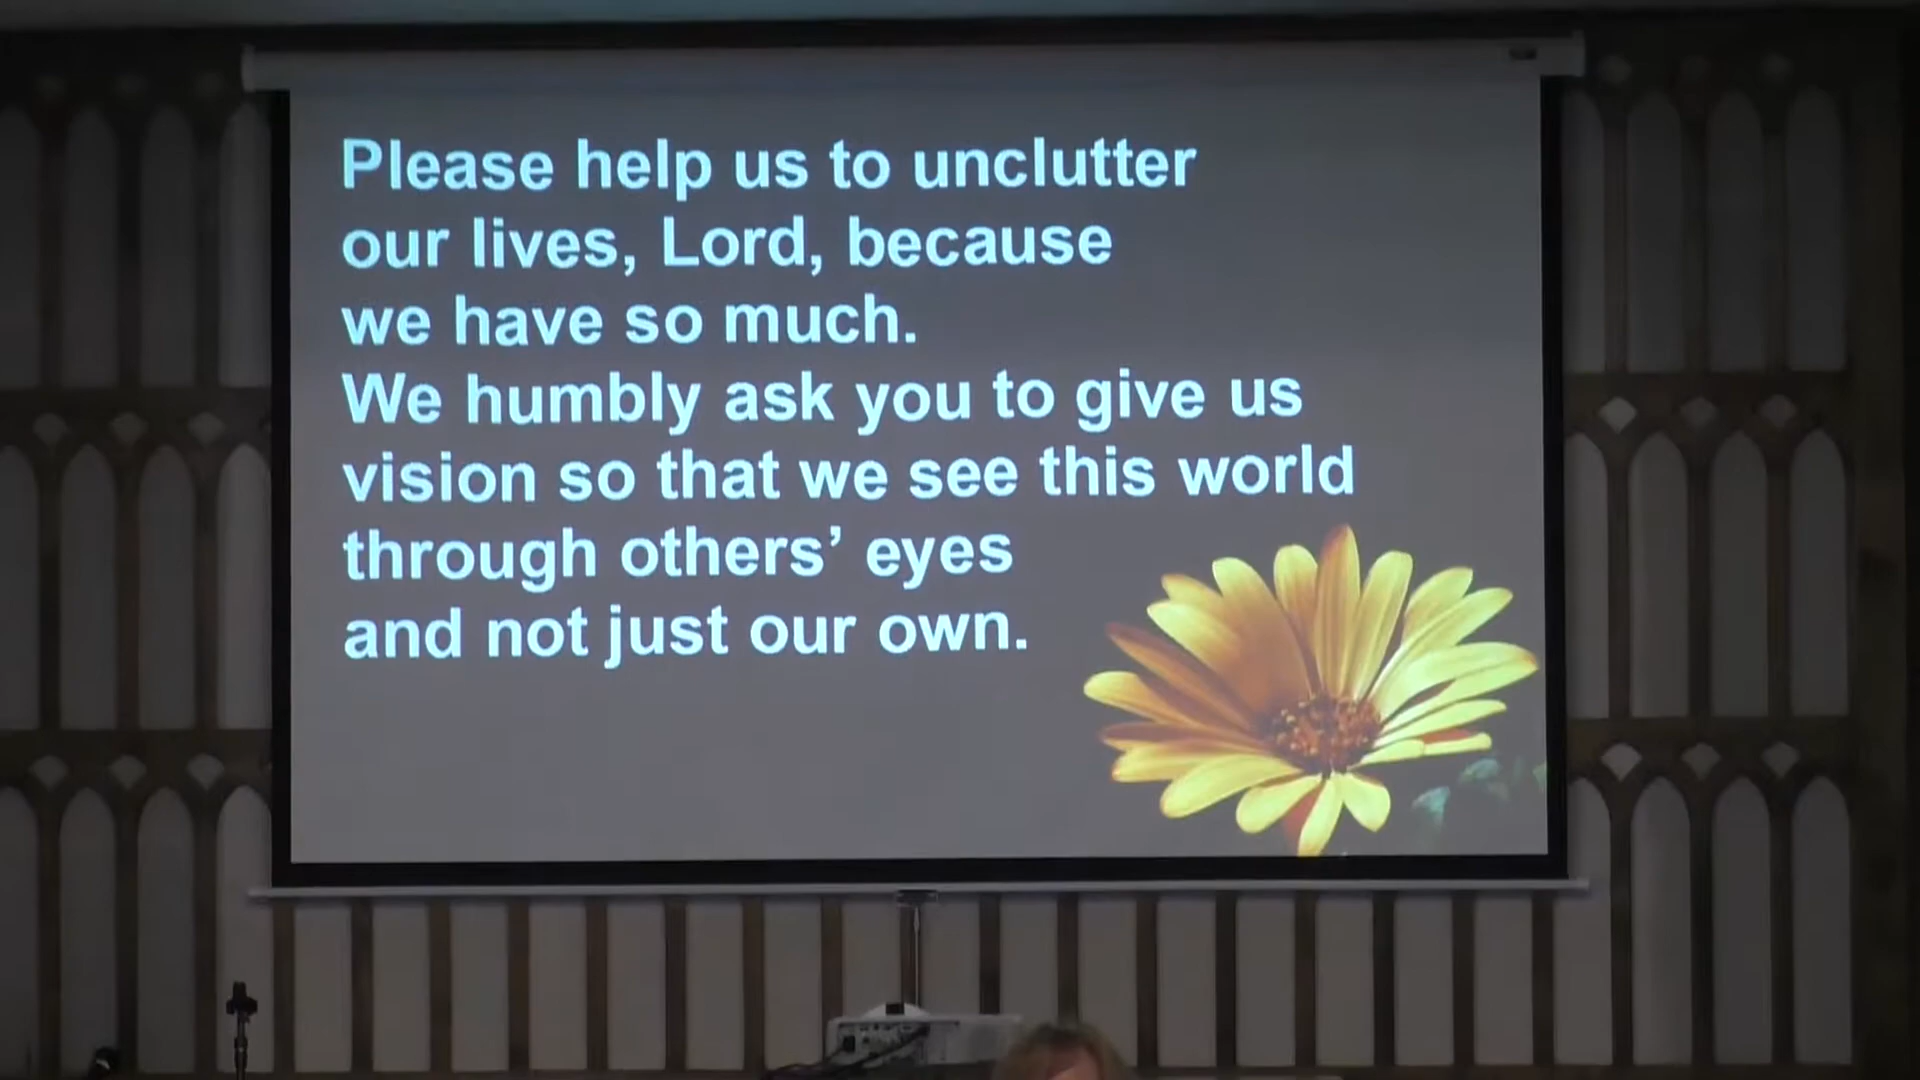 Please help us to unclutter
our lives, Lord, because
we have so much.
We humbly ask you to give us
vision so that we see this world
through others’ eyes
and not just our own.